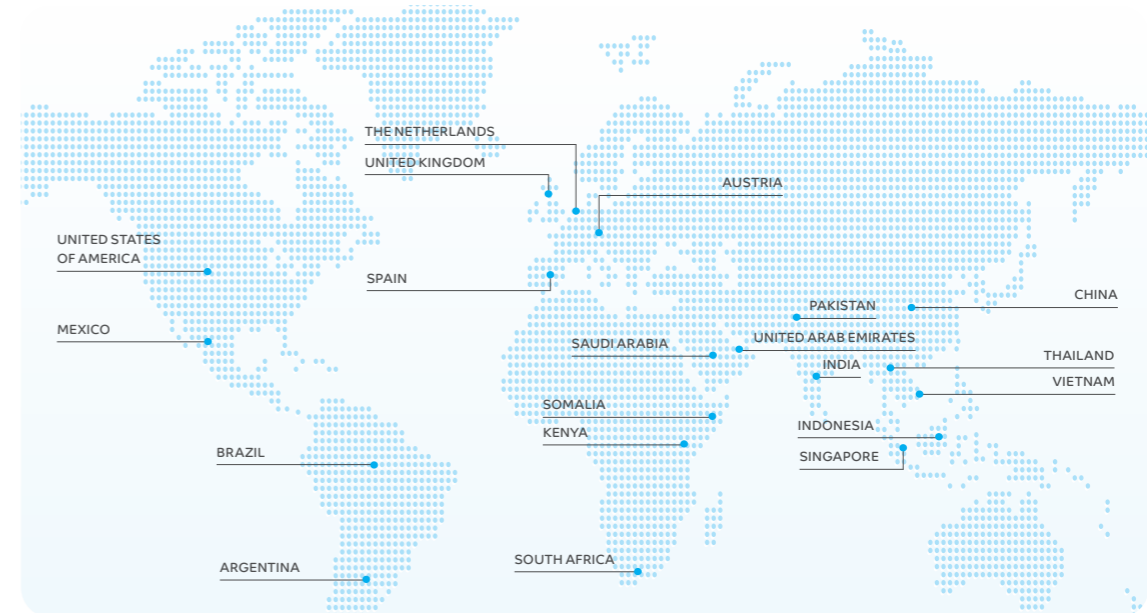 THE NETHERLANDS
UNITED KINGDOM
AUSTRIA
UNITED STATES
OF AMERICA
SPAIN
CHINA
PAKISTAN
MEXICO
SAUDI ARABIA
UNITED ARAB EMIRATES
THAILAND
INDIA
VIETNAM
SOMALIA
INDONESIA
KENYA
BRAZIL
SINGAPORE
SOUTH AFRICA
ARGENTINA